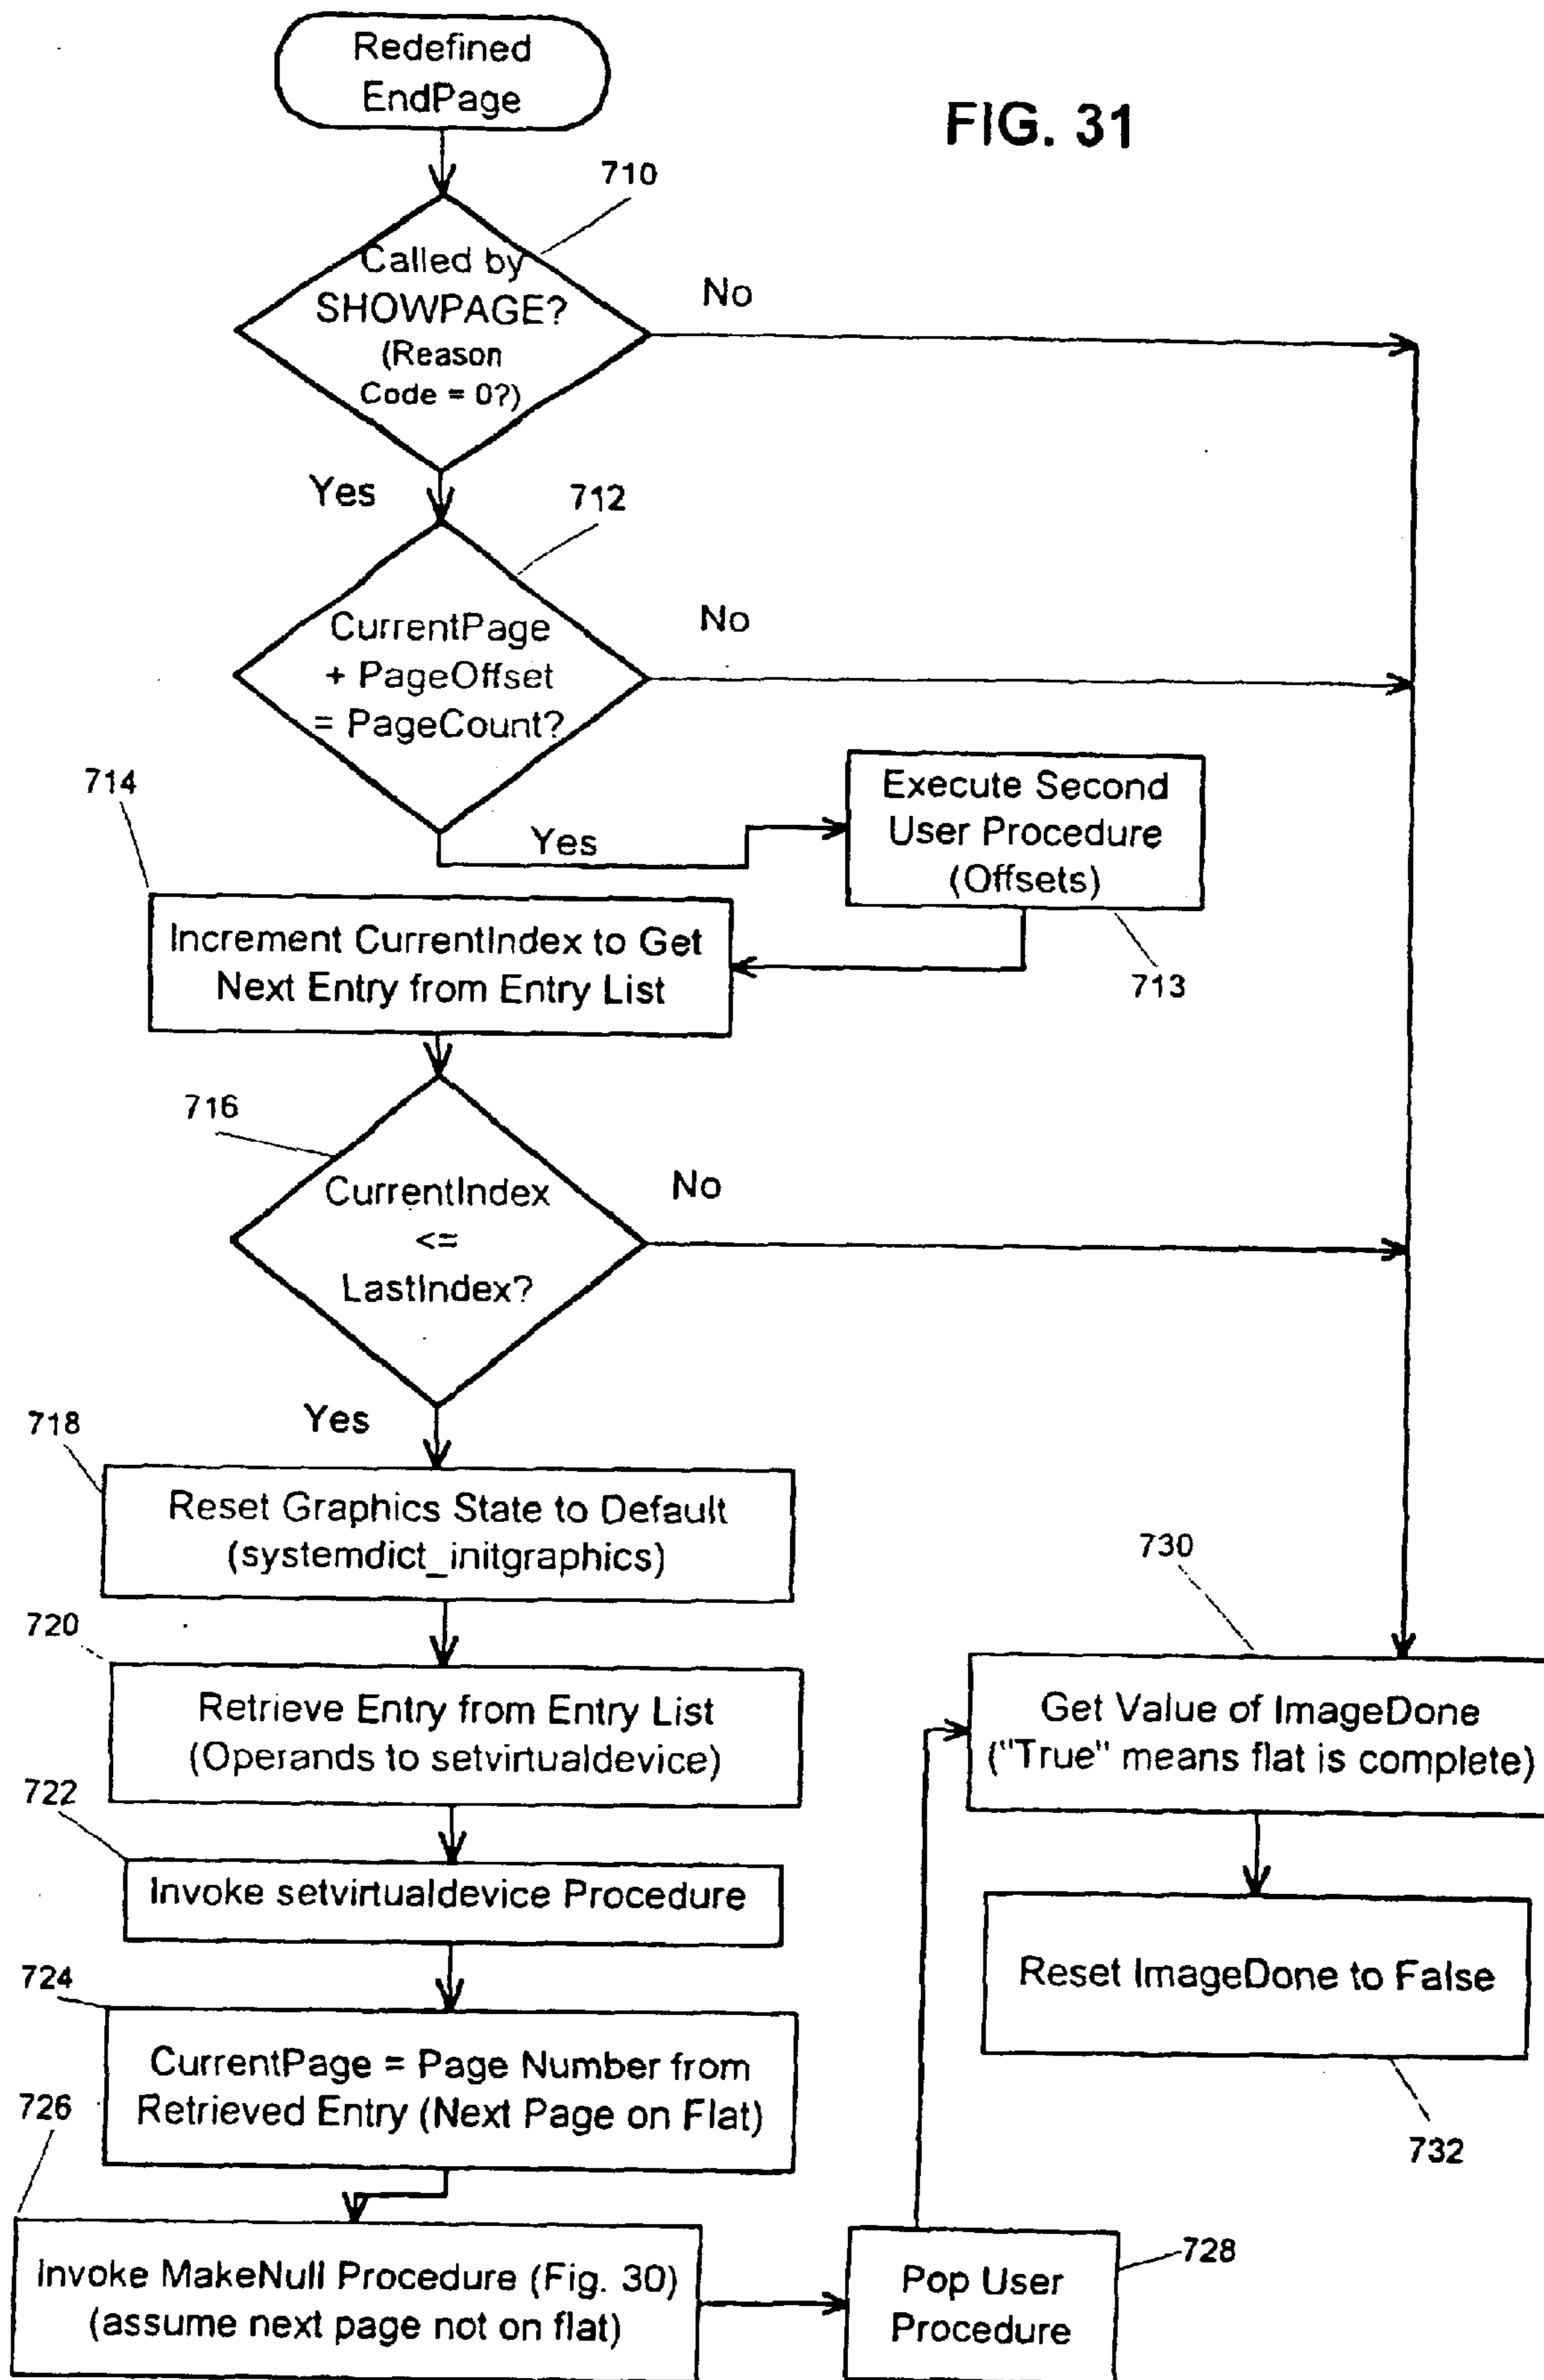 Redefined
EndPage
FIG. 31
710
Called by
SHOWPAGE?
(Reason
Code = 0?)
No
Yes
712
CurrentPage
+ PageOffset
= PageCount?
No
Yes
Execute Second
User Procedure
(Offsets)
713
714
Increment CurrentIndex to Get
Next Entry from Entry List
716
CurrentIndex
<=
LastIndex?
No
Yes
718
Reset Graphics State to Default
(systemdict_initgraphics)
720
Retrieve Entry from Entry List
(Operands to setvirtualdevice)
722
Invoke setvirtualdevice Procedure
724
CurrentPage = Page Number from
Retrieved Entry (Next Page on Flat)
726
Invoke MakeNull Procedure (Fig. 30)
(assume next page not on flat)
728
Pop User
Procedure
730
Get Value of ImageDone
("True" means flat is complete)
Reset ImageDone to False
732